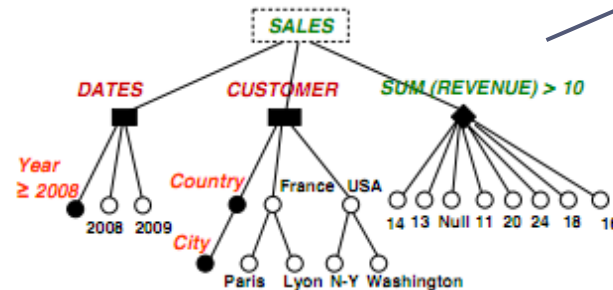 SALES
DATES
CUSTOMER
SUM (REVENUE) > 10
Year
≥ 2008
2008
2009
Country
France
USA
City
Paris
Lyon
N-Y
Washington
14
13
Null
11
20
24
18
16